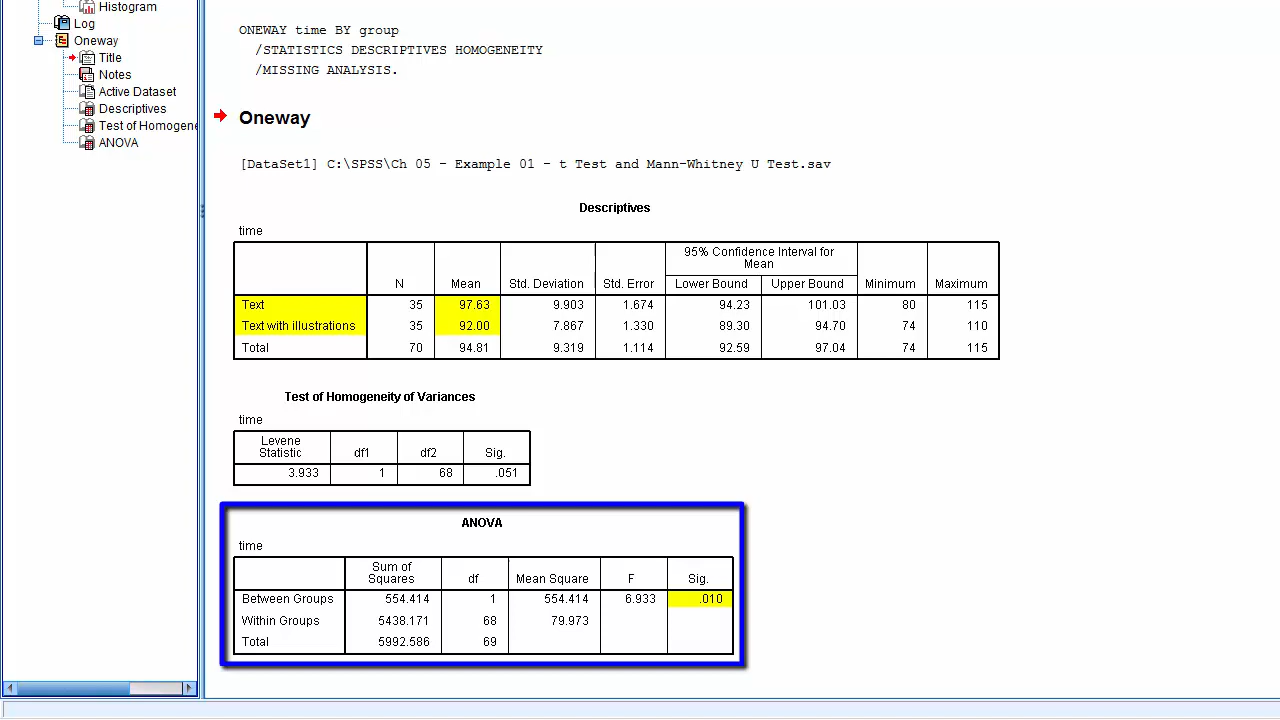 Histogram
Log
Oneway
Title
Notes
Active Dataset
Descriptives
Test of Homogene
ANOVA
ONEWAY time BY group
/STATISTICS DESCRIPTIVES HOMOGENEITY
/MISSING ANALYSIS.
Oneway
[DataSet1] C:\SPSS\Ch 05 - Example 01 - t Test and Mann-Whitney U Test.sav
Descriptives
time
95% Confidence Interval for
Mean
N Mean Std. Deviation Std. Error Lower Bound Upper Bound Minimum Maximum
Text 35 97.63 9.903 1.674 94.23 101.03 80 115
Text with illustrations 35 92.00 7.867 1.330 89.30 94.70 74 110
Total 70 94.81 9.319 1.114 92.59 97.04 74 115
Test of Homogeneity of Variances
time
Levene
Statistic df1 df2 Sig.
3.933 1 68 .051
ANOVA
time
Sum of
Squares df Mean Square F Sig.
Between Groups 554.414 1 554.414 6.933 .010
Within Groups 5438.171 68 79.973
Total 5992.586 69